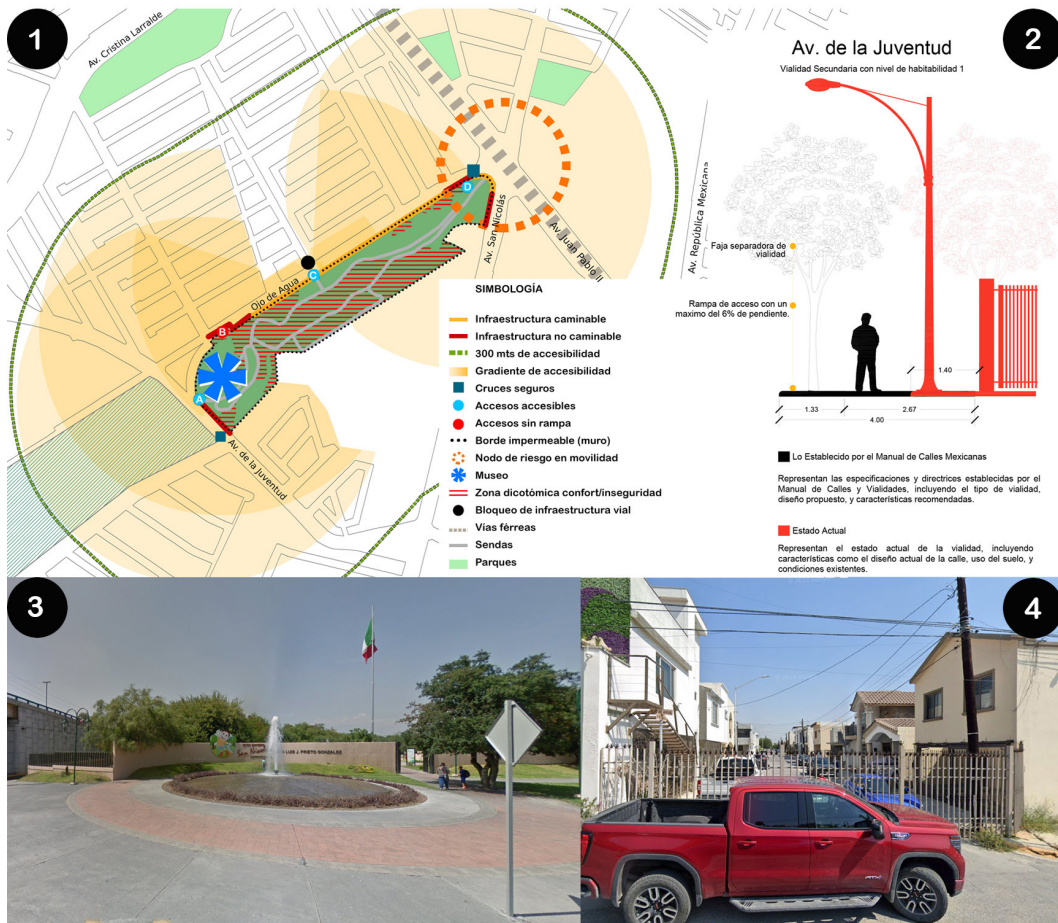 1
Av. Cristina Larralde
D
Av. San Nicolás
Av. Juan Pablo II
Av. República Mexicana
C
Ojo de Agua
B
A
Av. de la Juventud
SIMBOLOGÍA
Infraestructura caminable
Infraestructura no caminable
300 mts de accesibilidad
Gradiente de accesibilidad
Cruces seguros
Accesos accesibles
Accesos sin rampa
Borde impermeable (muro)
Nodo de riesgo en movilidad
Museo
Zona dicotómica confort/inseguridad
Bloqueo de infraestructura vial
Vías férreas
Sendas
Parques
2
Av. de la Juventud
Vialidad Secundaria con nivel de habitabilidad 1
Faja separadora de
vialidad
Rampa de acceso con un
maximo del 6% de pendiente.
1.40
1.33
2.67
4.00
Lo Establecido por el Manual de Calles Mexicanas
Representan las especificaciones y directrices establecidas por el
Manual de Calles y Vialidades, incluyendo el tipo de vialidad,
diseño propuesto, y características recomendadas.
Estado Actual
Representan el estado actual de la vialidad, incluyendo
características como el diseño actual de la calle, uso del suelo, y
condiciones existentes.
3
San Nicolás
LUIS J. PRIETO GONZALEZ
4